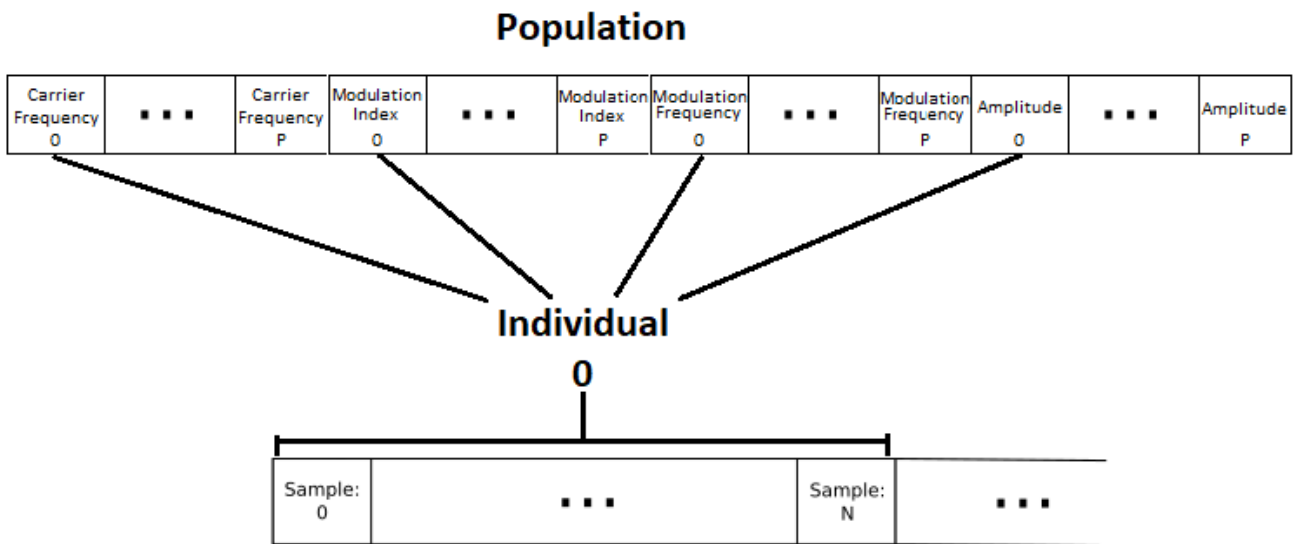 Population
Carrier
Frequency
0
...
Carrier
Frequency
P
Modulation
Index
0
...
Modulation
Index
P
Modulation
Frequency
0
...
Modulation
Frequency
P
Amplitude
0
...
Amplitude
P
Individual
0
Sample:
0
...
Sample:
N
...